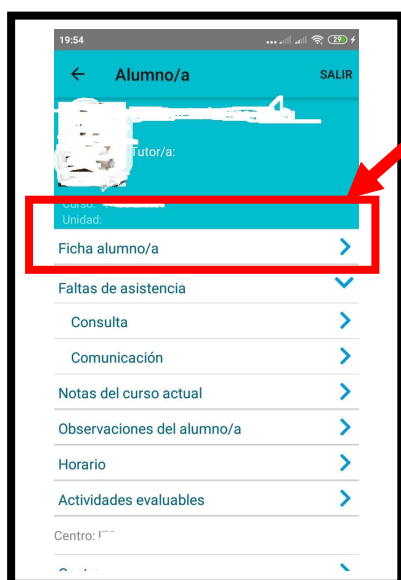 19:54
29
Alumno/a SALIR
Tutor/a:
Curso:
Unidad:
Ficha alumno/a
Faltas de asistencia
Consulta
Comunicación
Notas del curso actual
Observaciones del alumno/a
Horario
Actividades evaluables
Centro: